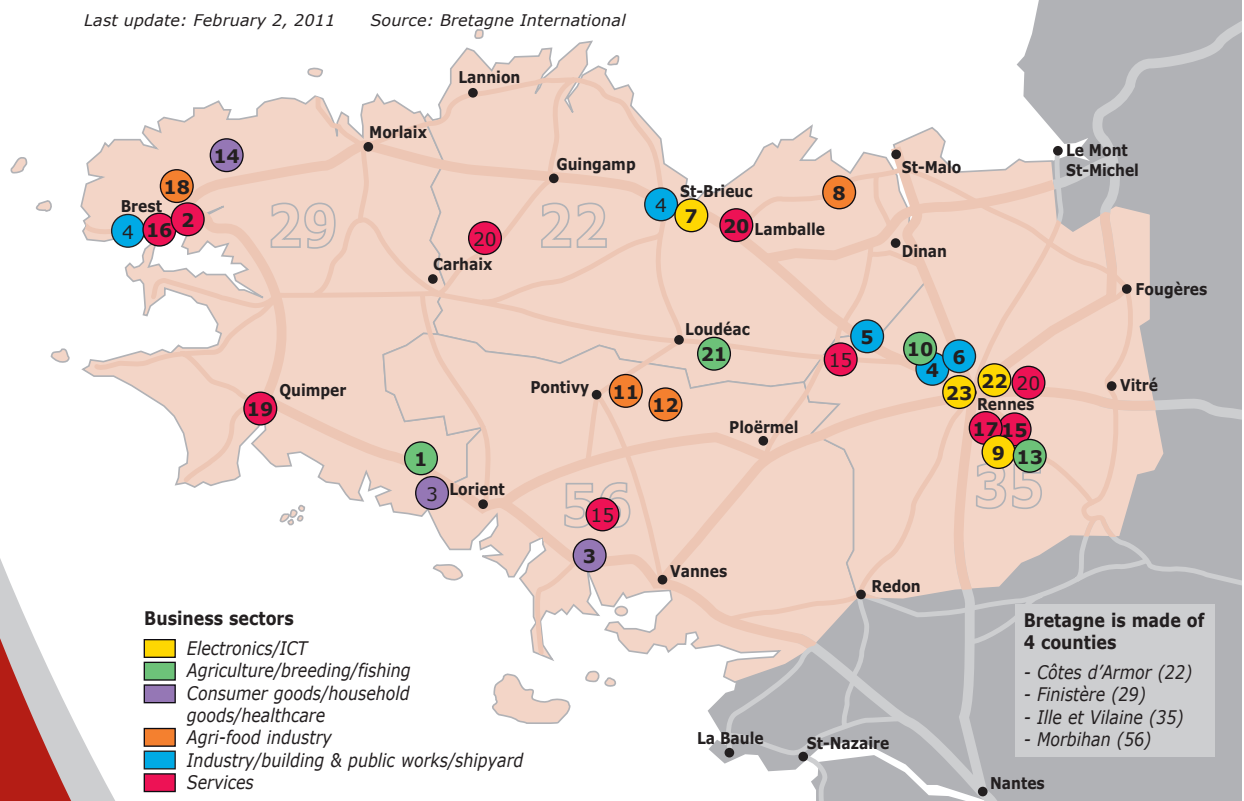 Last update: February 2, 2011 Source: Bretagne International
Lannion
Morlaix
14
Guingamp
St-Malo
Le Mont
St-Michel
18
Brest
4
16
2
29
22
20
Carhaix
St-Brieuc
4
7
20
Lamballe
8
Dinan
Fougères
Loudéac
21
5
15
10
4
6
23
22
20
Rennes
17
15
9
13
35
Vitré
Quimper
19
Pontivy
11
12
Ploërmel
1
3
Lorient
56
15
3
Vannes
Redon
Business sectors
Electronics/ICT
Agriculture/breeding/fishing
Consumer goods/household
goods/healthcare
Agri-food industry
Industry/building & public works/shipyard
Services
Bretagne is made of
4 counties
- Côtes d'Armor (22)
- Finistère (29)
- Ille et Vilaine (35)
- Morbihan (56)
La Baule
St-Nazaire
Nantes